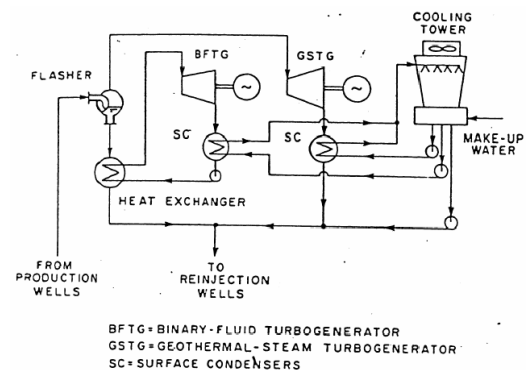 COOLING
TOWER
BFTG
GSTG
FLASHER
~
~
SC
SC
MAKE-UP
WATER
HEAT EXCHANGER
FROM
PRODUCTION
WELLS
TO
REINJECTION
WELLS
BFTG=BINARY-FLUID TURBOGENERATOR
GSTG=GEOTHERMAL-STEAM TURBOGENERATOR
SC=SURFACE CONDENSERS